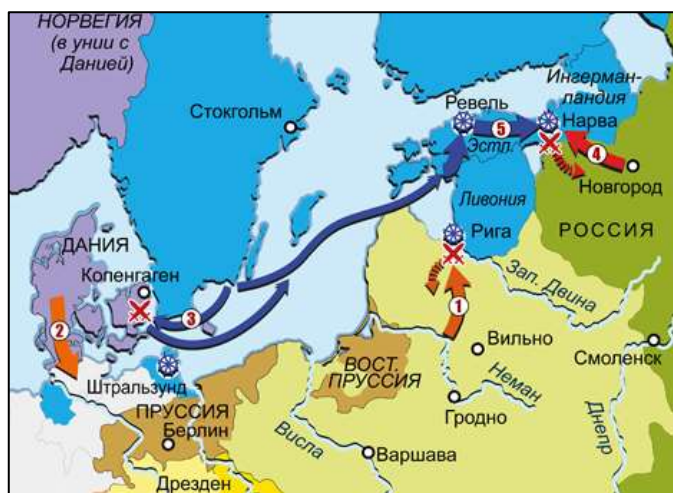 НОРВЕГИЯ
(в унии с
Данией)
Стокгольм
Ревель
Ингерман-
ландия
5
Нарва
Эстл.
4
Новгород
Ливония
Рига
РОССИЯ
ДАНИЯ
Копенгаген
Зап. Двина
2
3
1
Вильно
Смоленск
Штральзунд
ВОСТ.
ПРУССИЯ
Неман
ПРУССИЯ
Берлин
Гродно
Днепр
Висла
Варшава
Дрезден